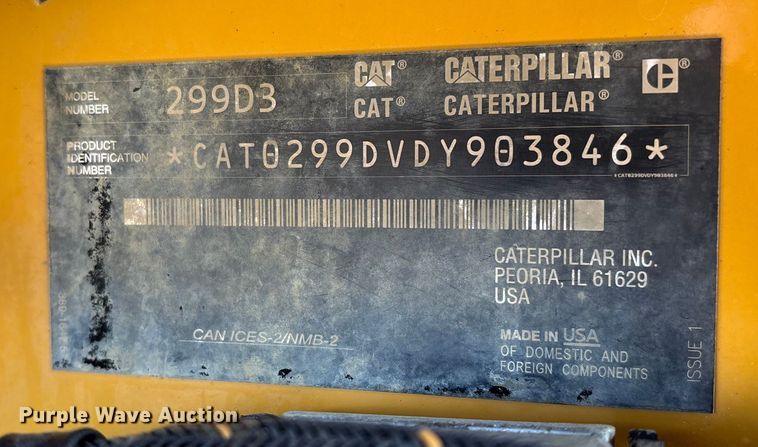 MODEL NUMBER 299D3
CAT® CATERPILLAR® C®
CAT® CATERPILLAR®
PRODUCT IDENTIFICATION NUMBER *CAT0299DVDY903846*
*CAT0299DVDY903846*
CATERPILLAR INC.
PEORIA, IL 61629
USA
CAN ICES-2/NMB-2
MADE IN USA
OF DOMESTIC AND
FOREIGN COMPONENTS
ISSUE 1
Purple Wave Auction